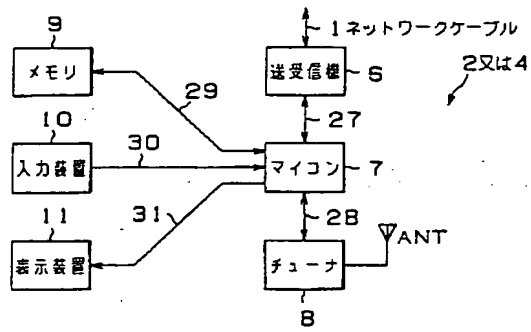 1 ネットワークケーブル
9
メモリ
送受信機
6
2又は4
29
27
10
入力装置
30
マイコン
7
31
28
11
表示装置
チューナ
ANT
8